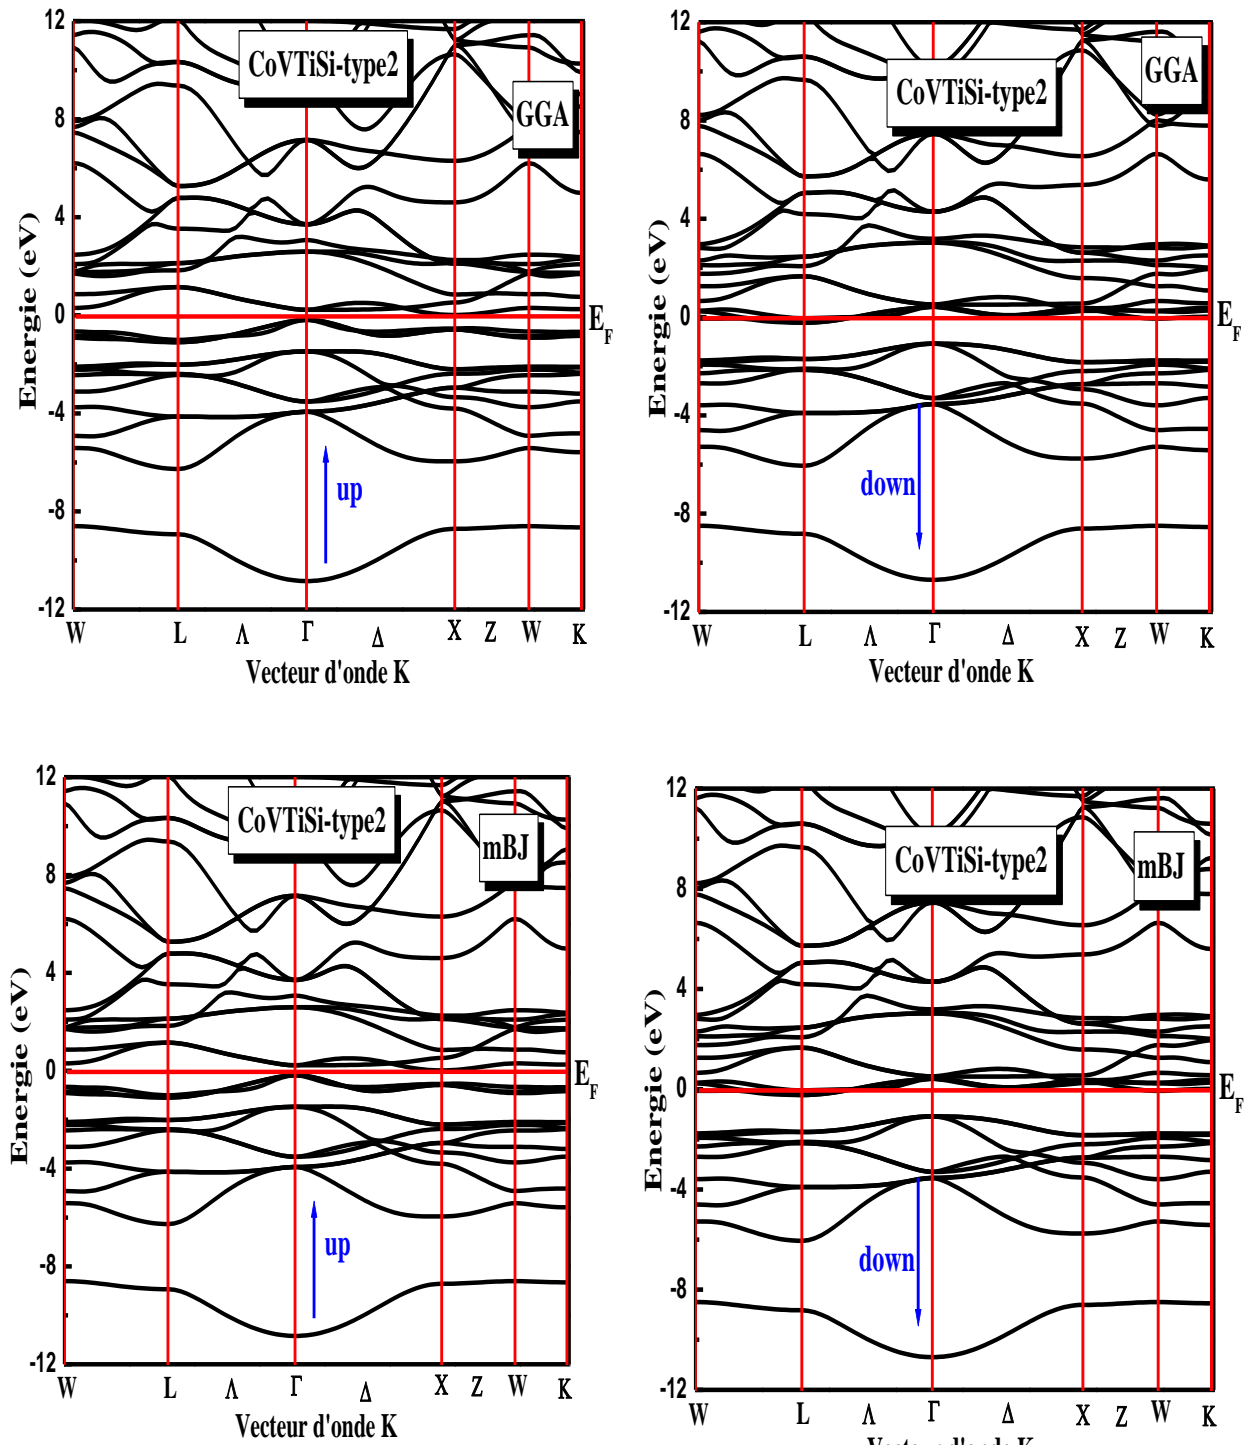 12
8
4
0
-4
-8
-12
Energie (eV)
CoVTiSi-type2
GGA
E_F
up
W L Λ Γ Δ X Z W K
Vecteur d'onde K
12
8
4
0
-4
-8
-12
Energie (eV)
CoVTiSi-type2
GGA
E_F
down
W L Λ Γ Δ X Z W K
Vecteur d'onde K
12
8
4
0
-4
-8
-12
Energie (eV)
CoVTiSi-type2
mBJ
E_F
up
W L Λ Γ Δ X Z W K
Vecteur d'onde K
12
8
4
0
-4
-8
-12
Energie (eV)
CoVTiSi-type2
mBJ
E_F
down
W L Λ Γ Δ X Z W K
Vecteur d'onde K